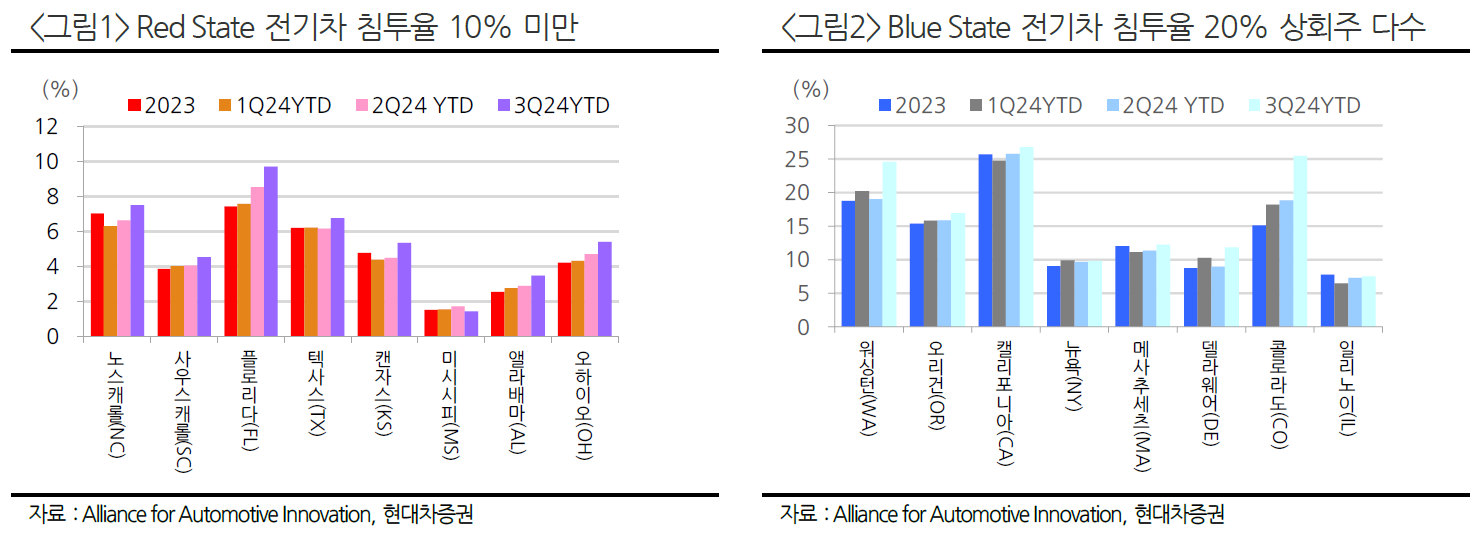 <그림1> Red State 전기차 침투율 10% 미만
(%)
2023 1Q24YTD 2Q24 YTD 3Q24YTD
12
10
8
6
4
2
0
노스캐롤(NC)
사우스캐롤(SC)
플로리다(FL)
텍사스(TX)
캔자스(KS)
미시시피(MS)
앨라배마(AL)
오하이오(OH)
자료 : Alliance for Automotive Innovation, 현대차증권
<그림2> Blue State 전기차 침투율 20% 상회주 다수
(%)
2023 1Q24YTD 2Q24 YTD 3Q24YTD
30
25
20
15
10
5
0
워싱턴(WA)
오리건(OR)
캘리포니아(CA)
뉴욕(NY)
메사추세츠(MA)
델라웨어(DE)
콜로라도(CO)
일리노이(IL)
자료 : Alliance for Automotive Innovation, 현대차증권